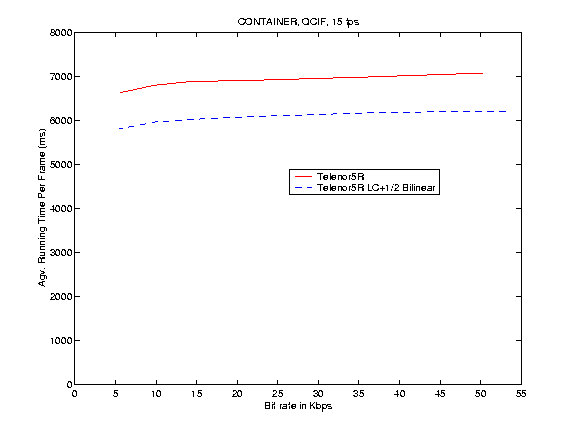 CONTAINER, QCIF, 15 fps
8000
7000
6000
5000
4000
3000
2000
1000
0
Agv. Running Time Per Frame (ms)
Telenor5R
Telenor5R LC+1/2 Bilinear
0 5 10 15 20 25 30 35 40 45 50 55
Bit rate in Kbps